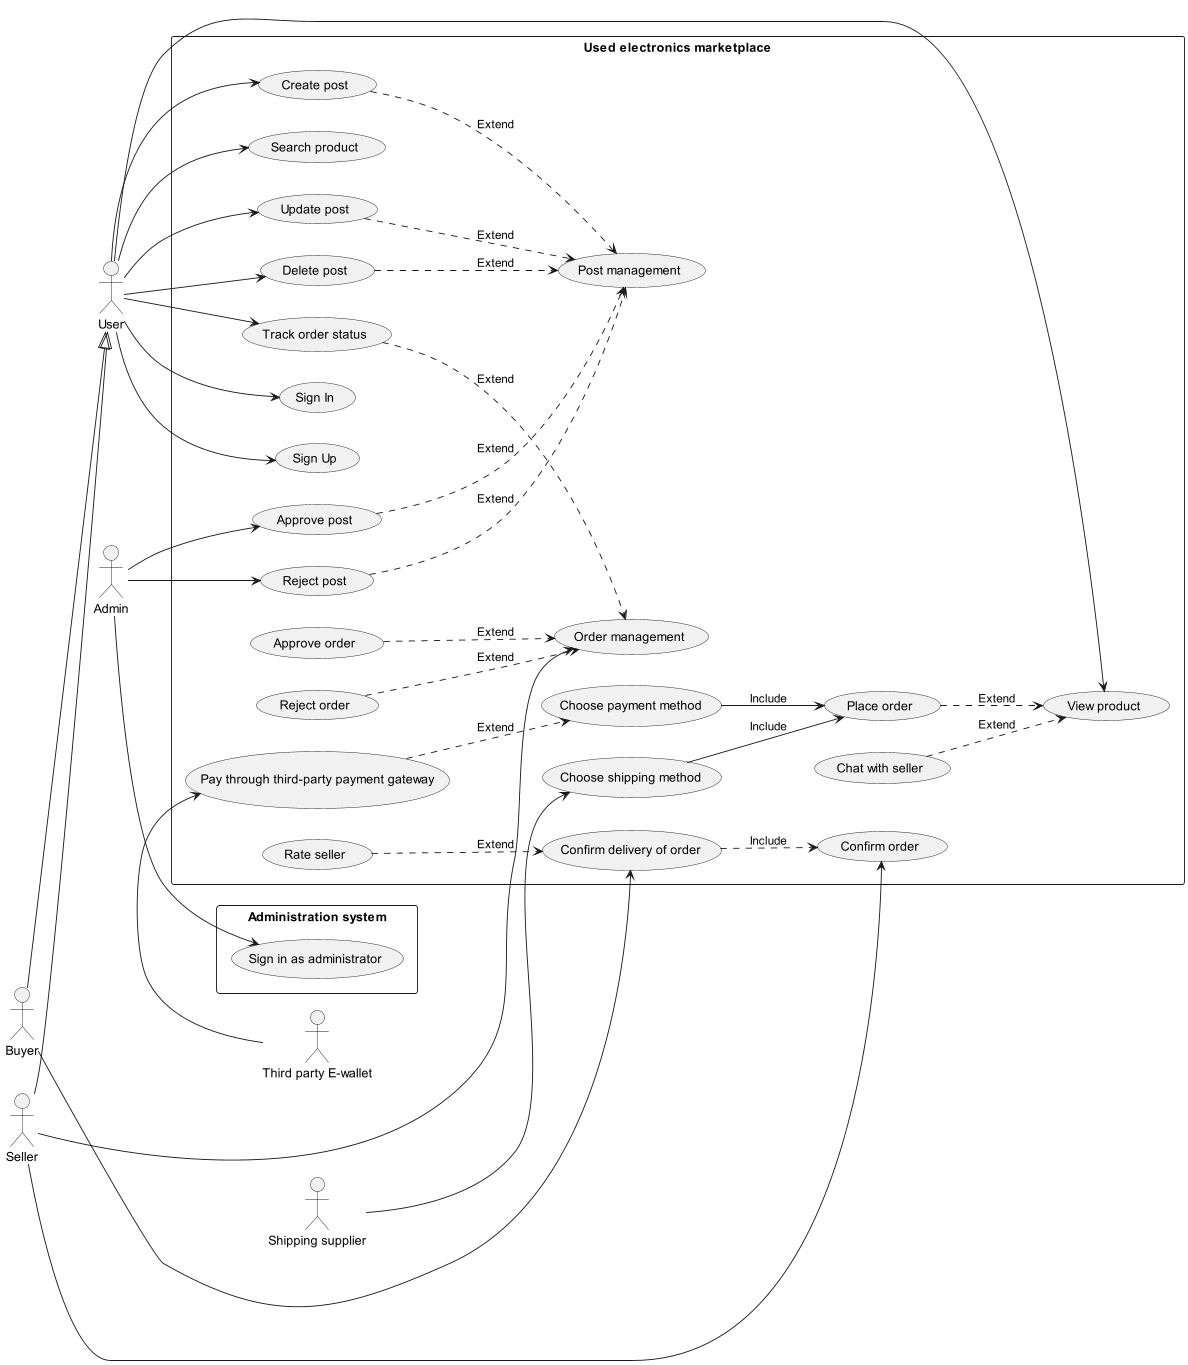 Used electronics marketplace
Create post
Extend
Search product
Update post
Extend
Delete post
Extend
Post management
User
Track order status
Extend
Sign In
Sign Up
Extend
Approve post
Extend
Admin
Reject post
Approve order
Extend
Order management
Reject order
Extend
Choose payment method
Include
Place order
Extend
View product
Extend
Include
Extend
Pay through third-party payment gateway
Choose shipping method
Chat with seller
Rate seller
Extend
Confirm delivery of order
Include
Confirm order
Administration system
Sign in as administrator
Buyer
Third party E-wallet
Seller
Shipping supplier